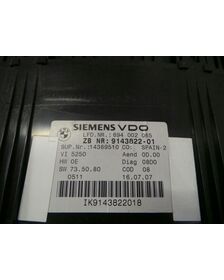 SIEMENS VDO
LFD.NR.: 694 002 085
ZB NR: 9143822-01
SUP.Nr.: 14369510 CO: SPAIN-2
VI 5250 Aend 00.00
HW 0E Diag 08D0
SW 73.50.80 COD 08
0511 16.07.07
IK9143822018